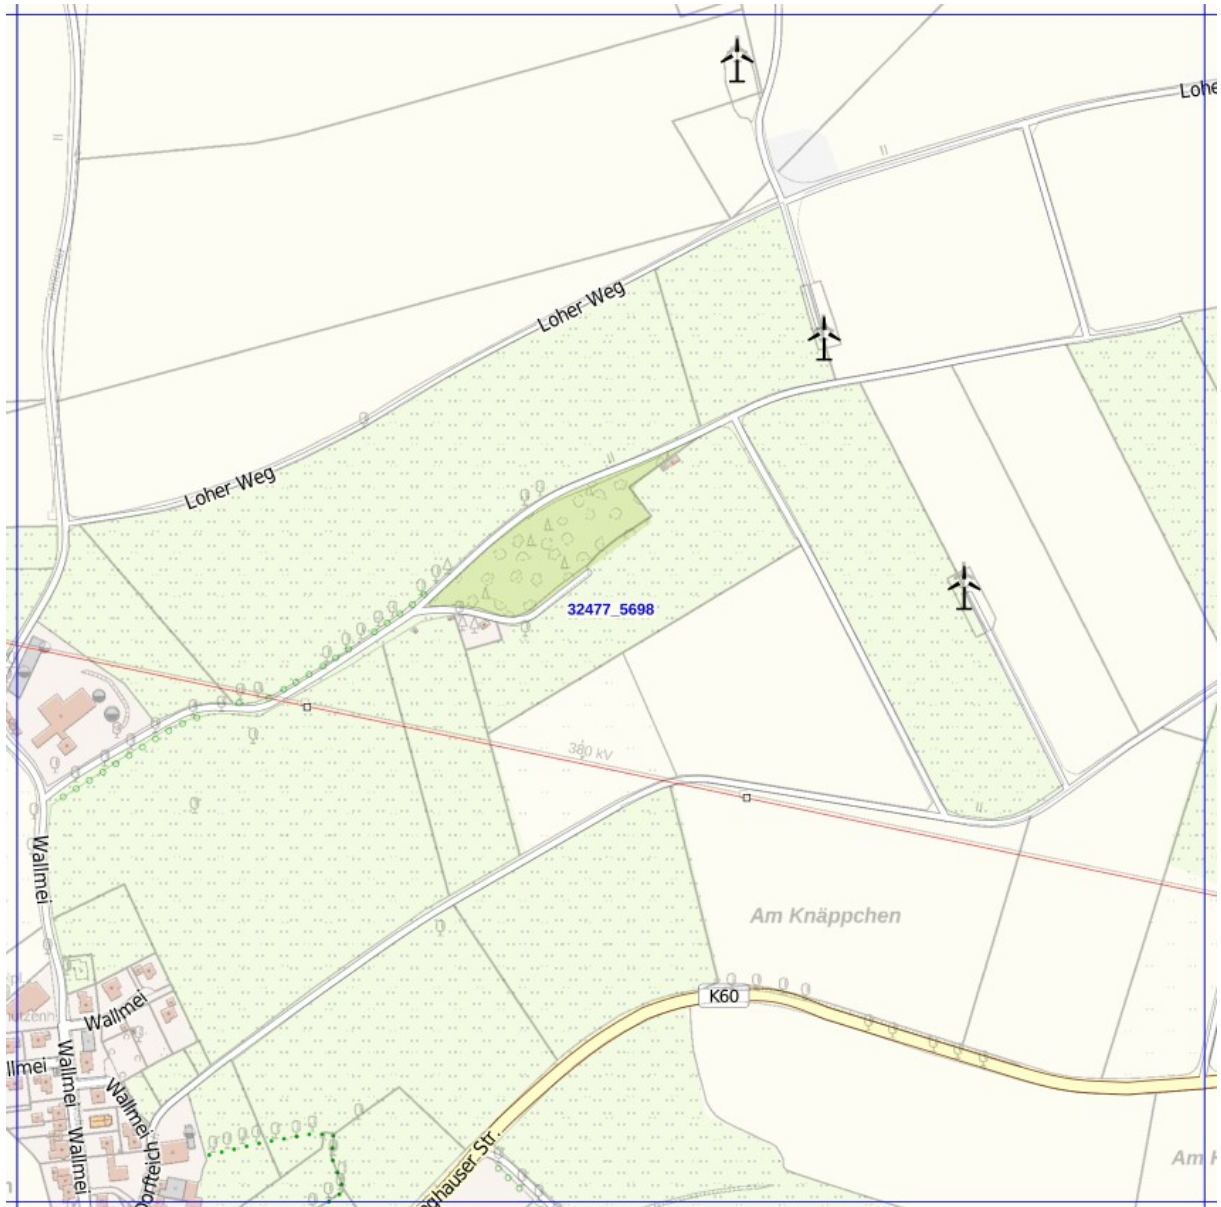 Lohe
Loher Weg
Loher Weg
32477_5698
380 kV
Wallmei
Am Knäppchen
K60
Wallmei
llmei
Wallmei
Wallmei
Wallmei
Dorfteich
ghauser Str.
Am K